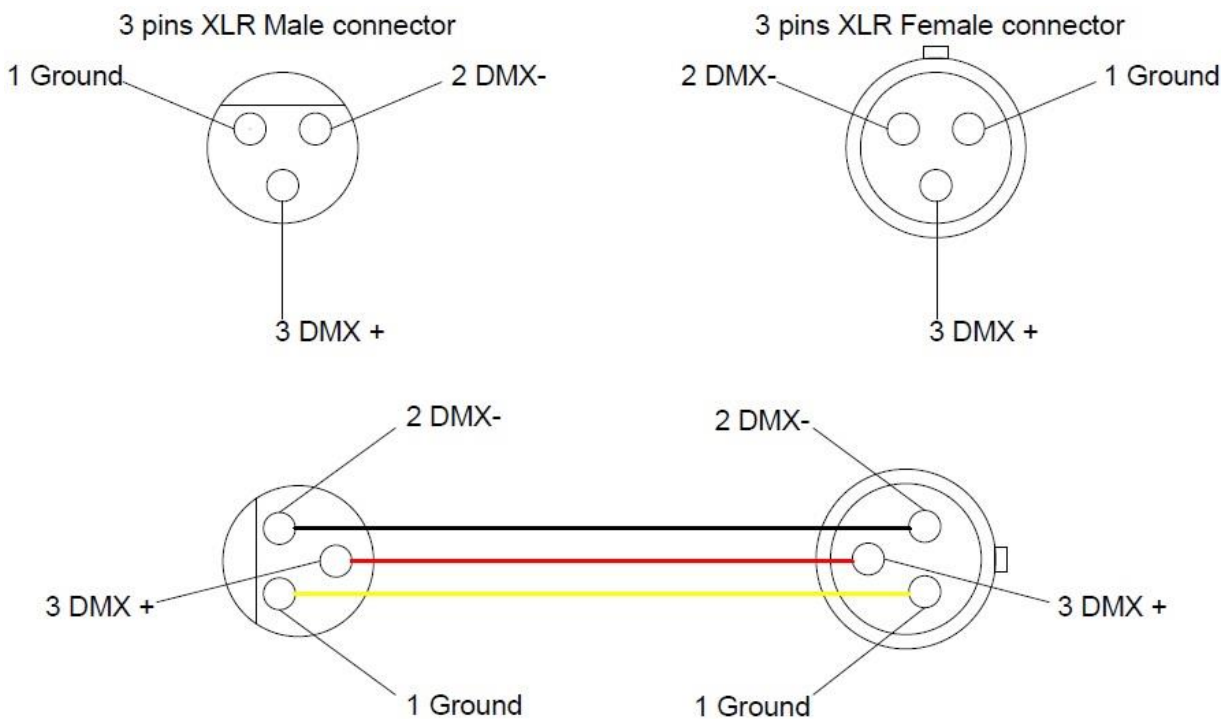 3 pins XLR Male connector
3 pins XLR Female connector
1 Ground
2 DMX-
2 DMX-
1 Ground
3 DMX +
3 DMX +
2 DMX-
2 DMX-
3 DMX +
3 DMX +
1 Ground
1 Ground